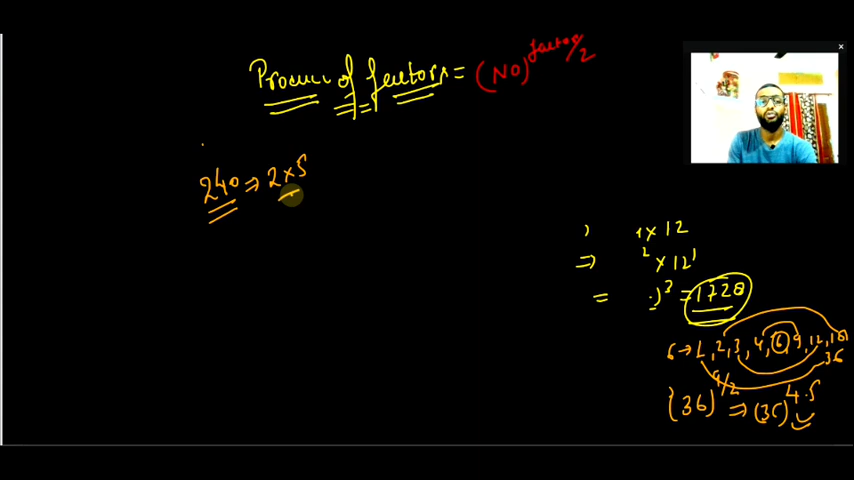 Product of factors = (NO)^factors/2
240 ⇒ 2×5
1×12
⇒ 2 ×12
= )³ = 1728
6→1,2,3,4,6,9,12,18,
36
(36)^9/2 ⇒ (36)^4.5